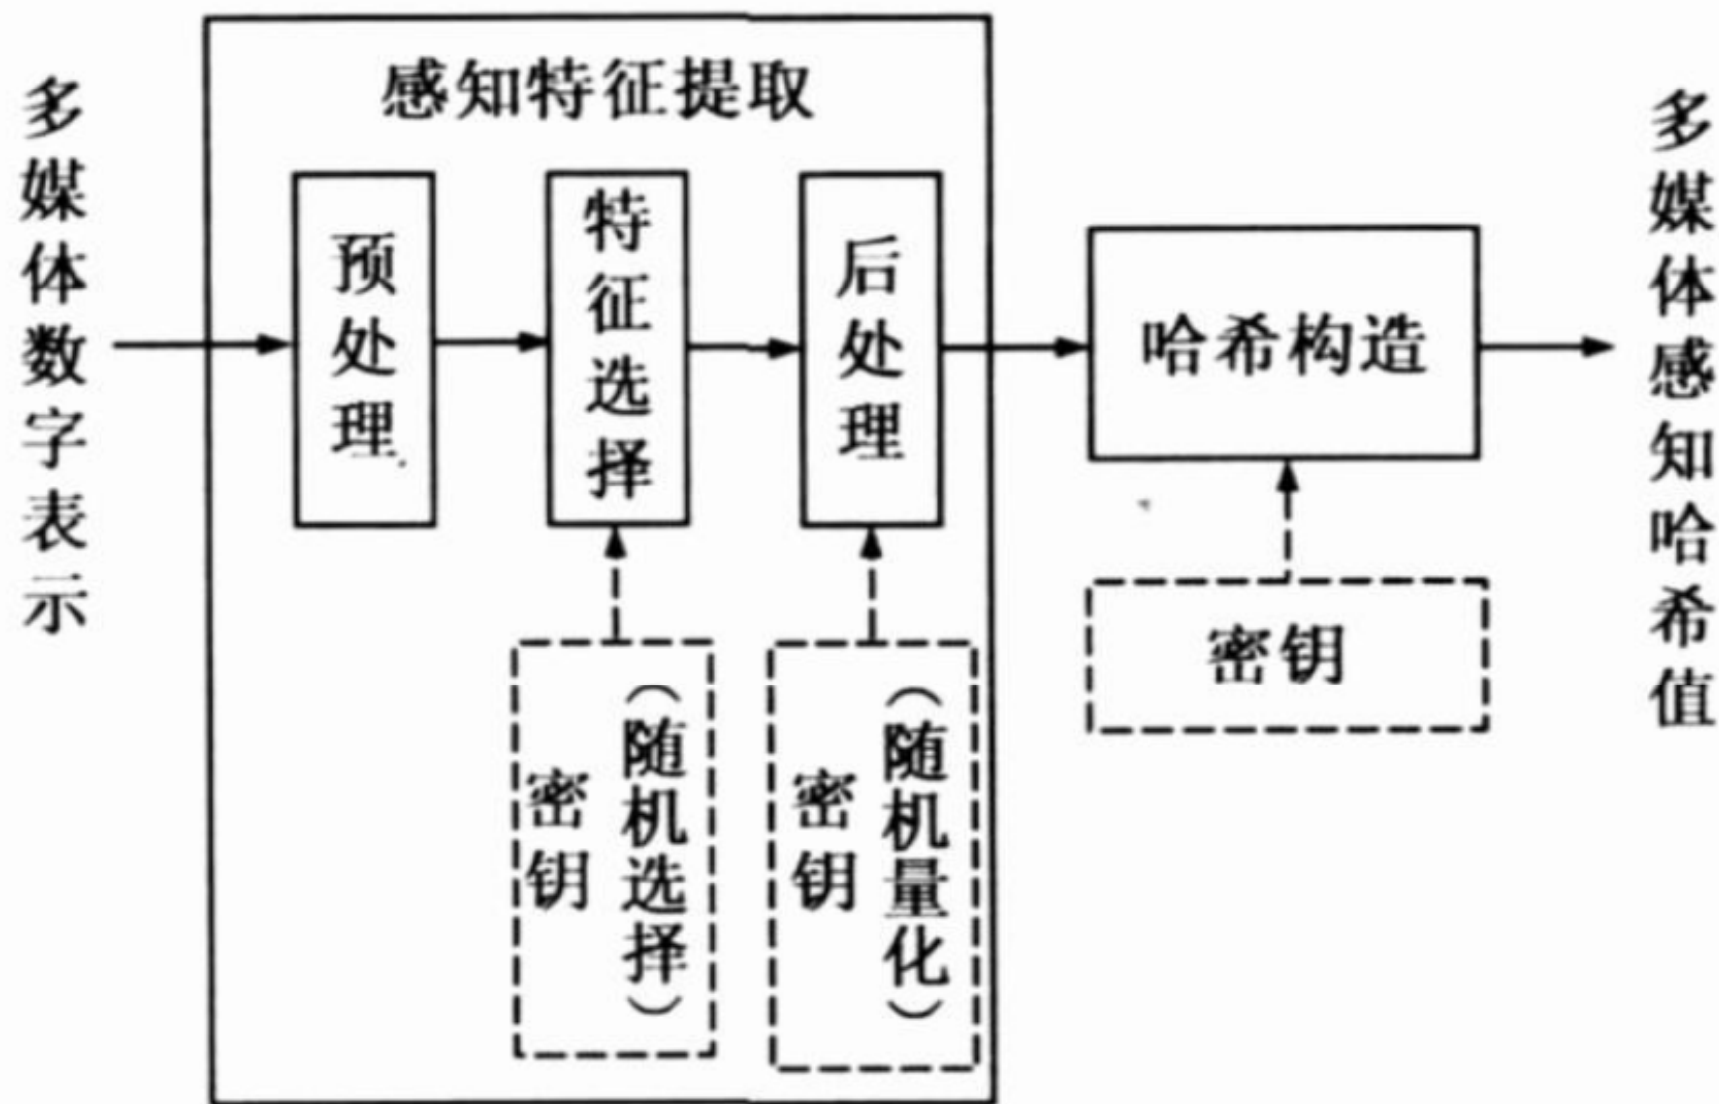 多媒体数字表示
感知特征提取
预处理
特征选择
后处理
哈希构造
密钥
密钥
(随机选择)
密钥
(随机量化)
多媒体感知哈希值